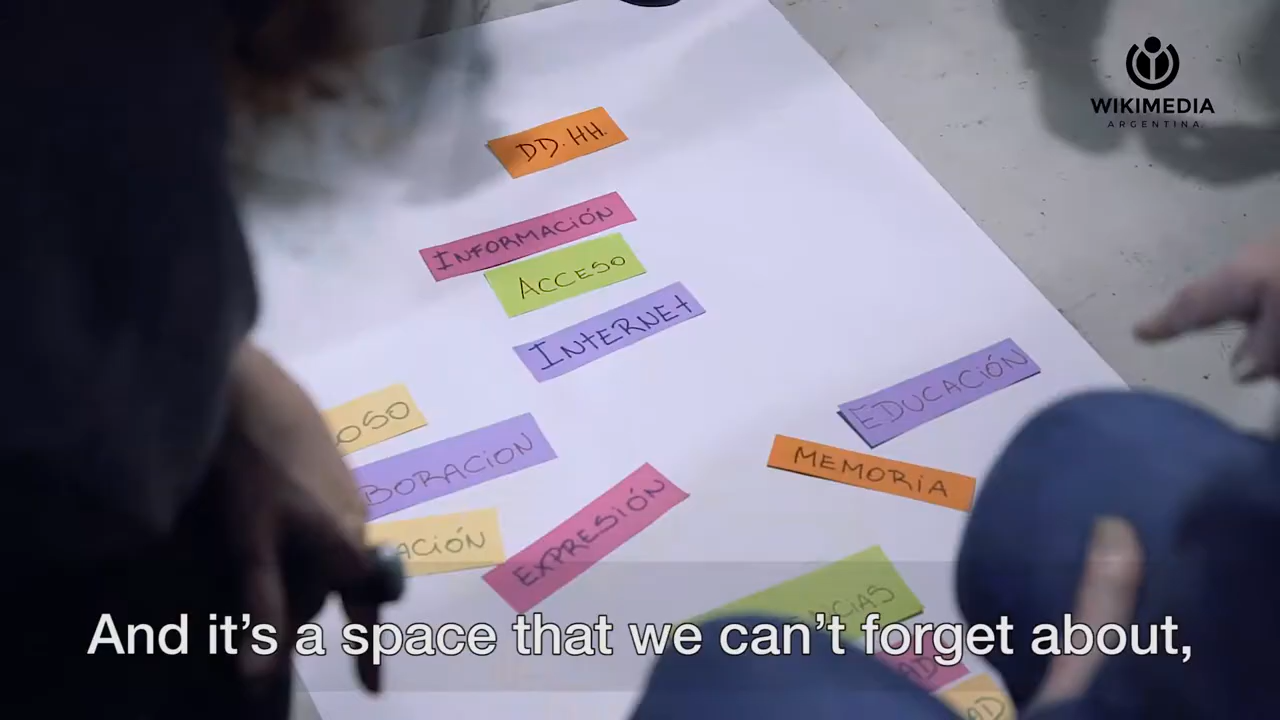 WIKIMEDIA
ARGENTINA
DD.HH.
INFORMACIÓN
ACCESO
INTERNET
EDUCACIÓN
MEMORIA
EXPRESIÓN
And it's a space that we can't forget about,